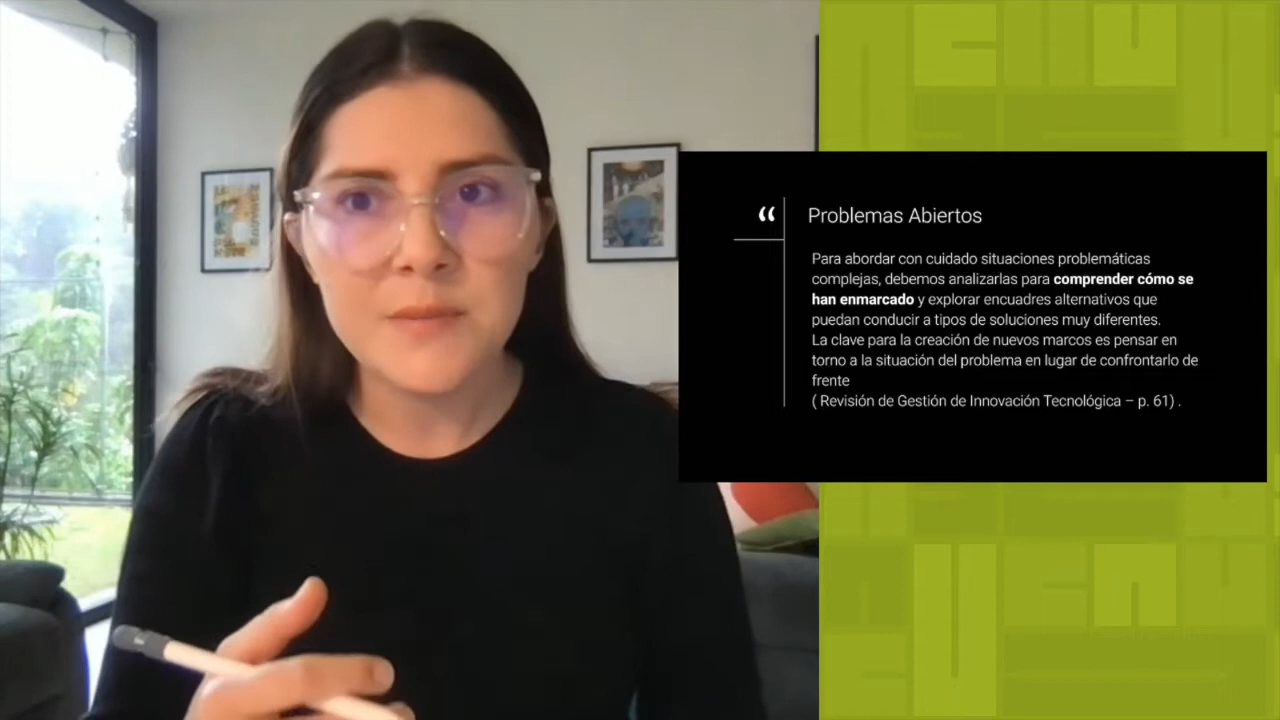 “
Problemas Abiertos
Para abordar con cuidado situaciones problemáticas
complejas, debemos analizarlas para comprender cómo se
han enmarcado y explorar encuadres alternativos que
puedan conducir a tipos de soluciones muy diferentes.
La clave para la creación de nuevos marcos es pensar en
torno a la situación del problema en lugar de confrontarlo de
frente
( Revisión de Gestión de Innovación Tecnológica – p. 61) .